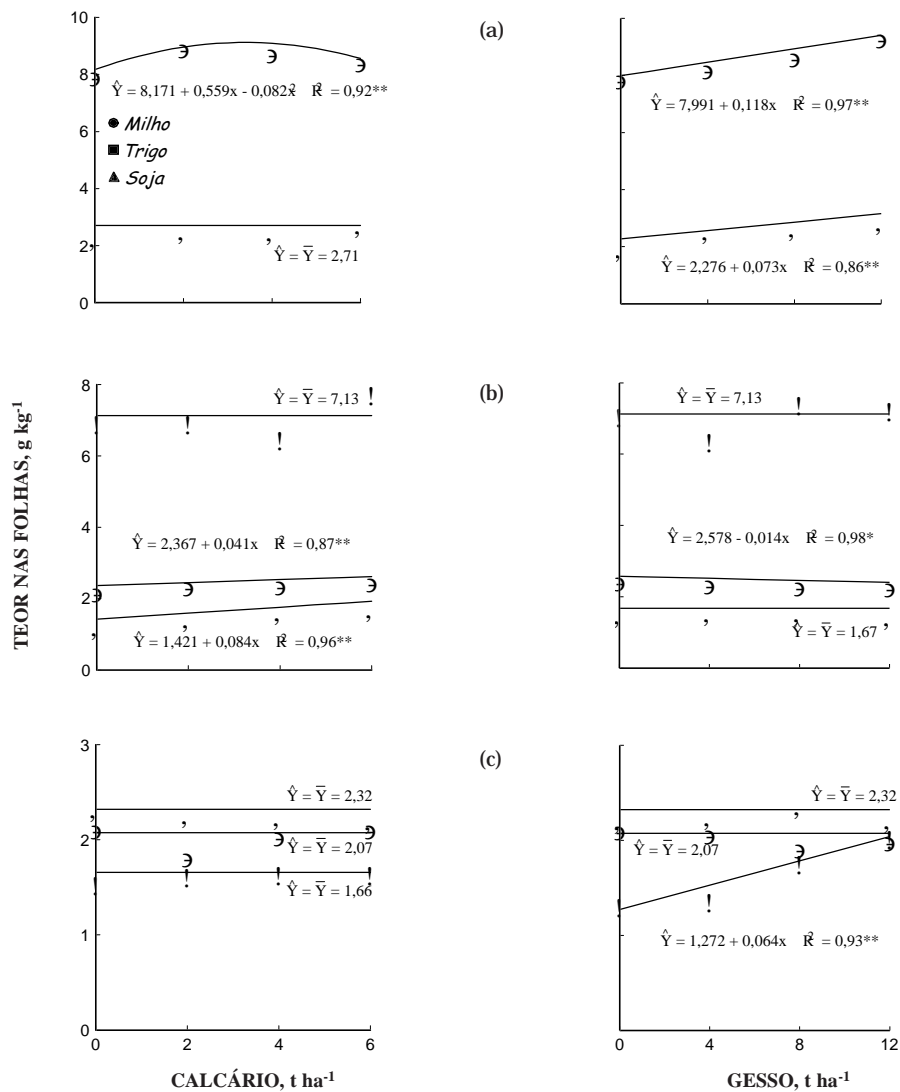 10
8
6
4
2
0
Ŷ = 8,171 + 0,559x - 0,082x² R² = 0,92**
Milho
Trigo
Soja
Ŷ = Y̅ = 2,71
(a)
Ŷ = 7,991 + 0,118x R² = 0,97**
Ŷ = 2,276 + 0,073x R² = 0,86**
TEOR NAS FOLHAS, g kg⁻¹
8
6
4
2
0
Ŷ = Y̅ = 7,13
Ŷ = 2,367 + 0,041x R² = 0,87**
Ŷ = 1,421 + 0,084x R² = 0,96**
(b)
Ŷ = Y̅ = 7,13
Ŷ = 2,578 - 0,014x R² = 0,98*
Ŷ = Y̅ = 1,67
3
2
1
0
Ŷ = Y̅ = 2,32
Ŷ = Y̅ = 2,07
Ŷ = Y̅ = 1,66
0 2 4 6
CALCÁRIO, t ha⁻¹
(c)
Ŷ = Y̅ = 2,32
Ŷ = Y̅ = 2,07
Ŷ = 1,272 + 0,064x R² = 0,93**
0 4 8 12
GESSO, t ha⁻¹